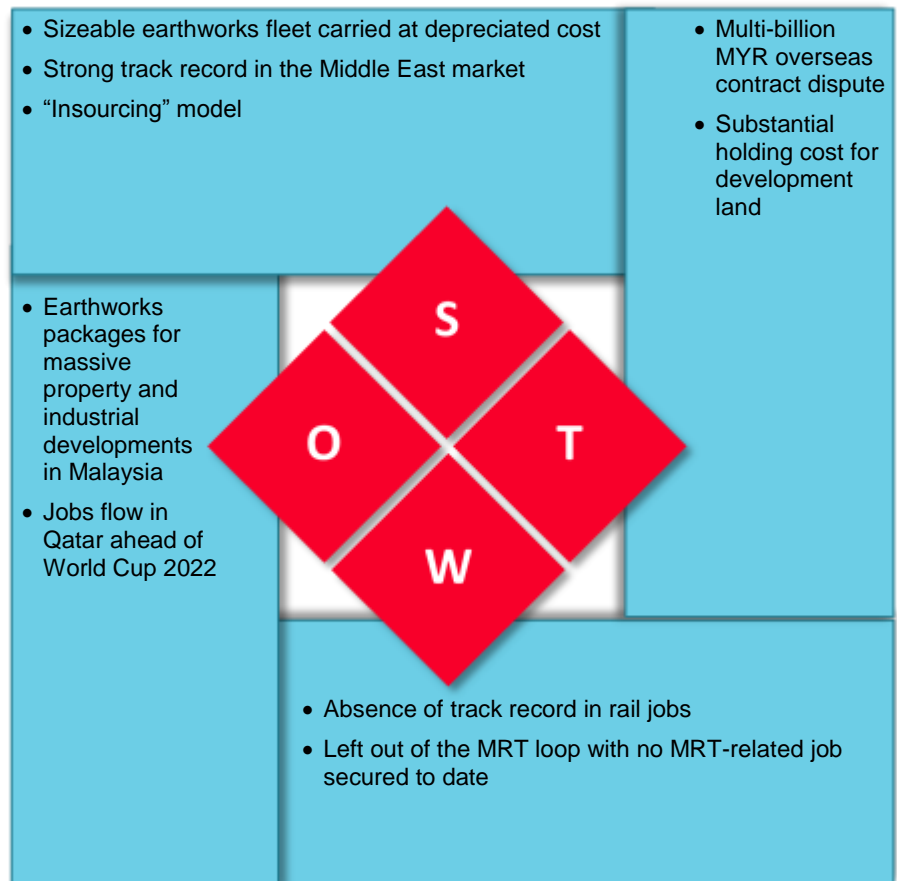 • Sizeable earthworks fleet carried at depreciated cost
• Strong track record in the Middle East market
• “Insourcing” model
• Multi-billion
MYR overseas
contract dispute
• Substantial
holding cost for
development
land
• Earthworks
packages for
massive
property and
industrial
developments
in Malaysia
• Jobs flow in
Qatar ahead of
World Cup 2022
S
O
T
W
• Absence of track record in rail jobs
• Left out of the MRT loop with no MRT-related job
secured to date